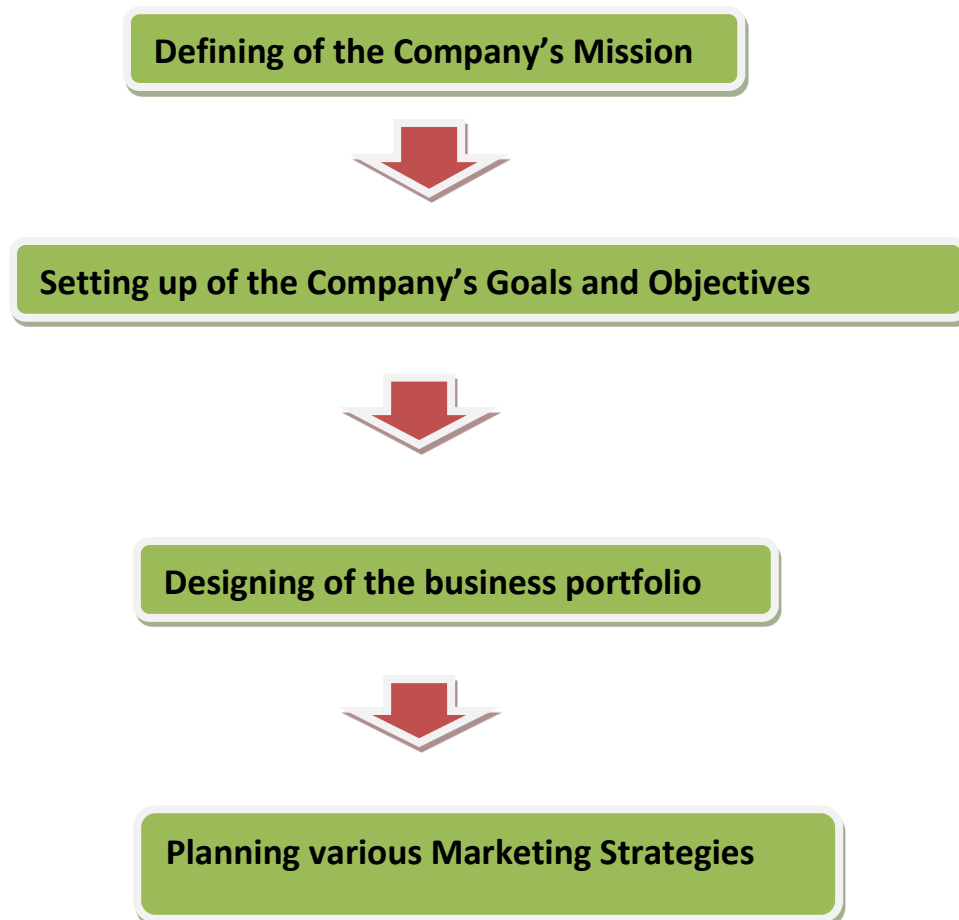 Defining of the Company’s Mission
Setting up of the Company’s Goals and Objectives
Designing of the business portfolio
Planning various Marketing Strategies